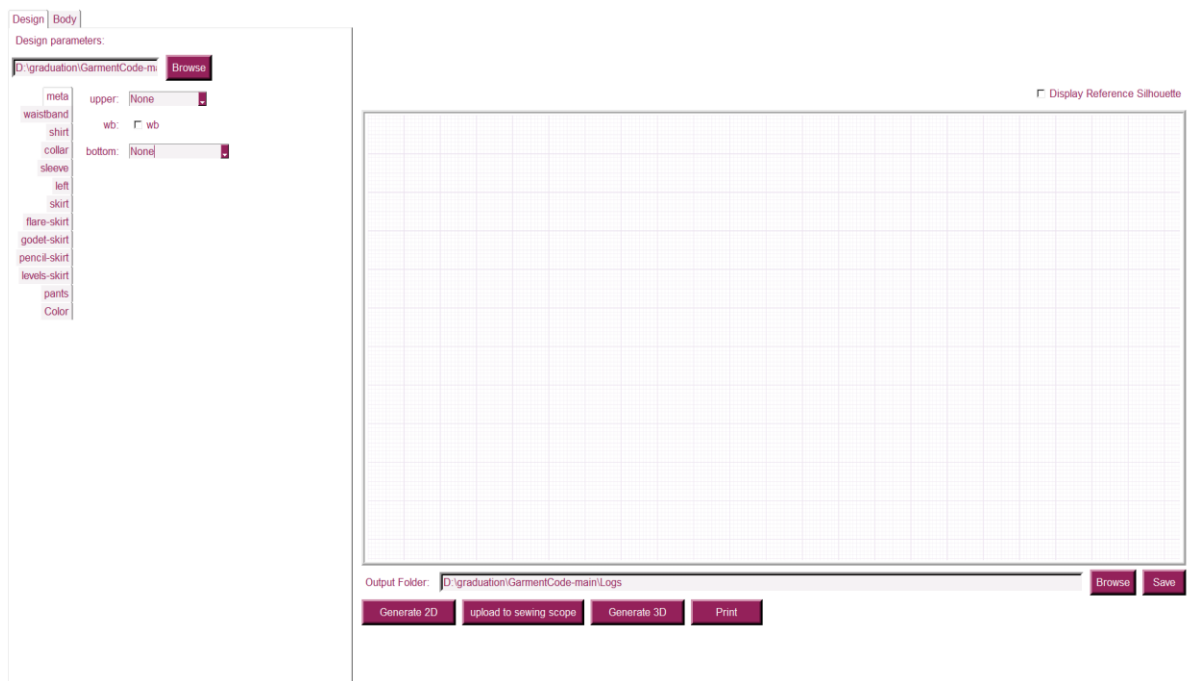 Design Body
Design parameters:
D:\graduation\GarmentCode-m Browse
Display Reference Silhouette
meta
waistband
shirt
collar
sleeve
left
skirt
flare-skirt
godet-skirt
pencil-skirt
levels-skirt
pants
Color
upper: None
wb: wb
bottom: None
Output Folder: D:\graduation\GarmentCode-main\Logs Browse Save
Generate 2D upload to sewing scope Generate 3D Print